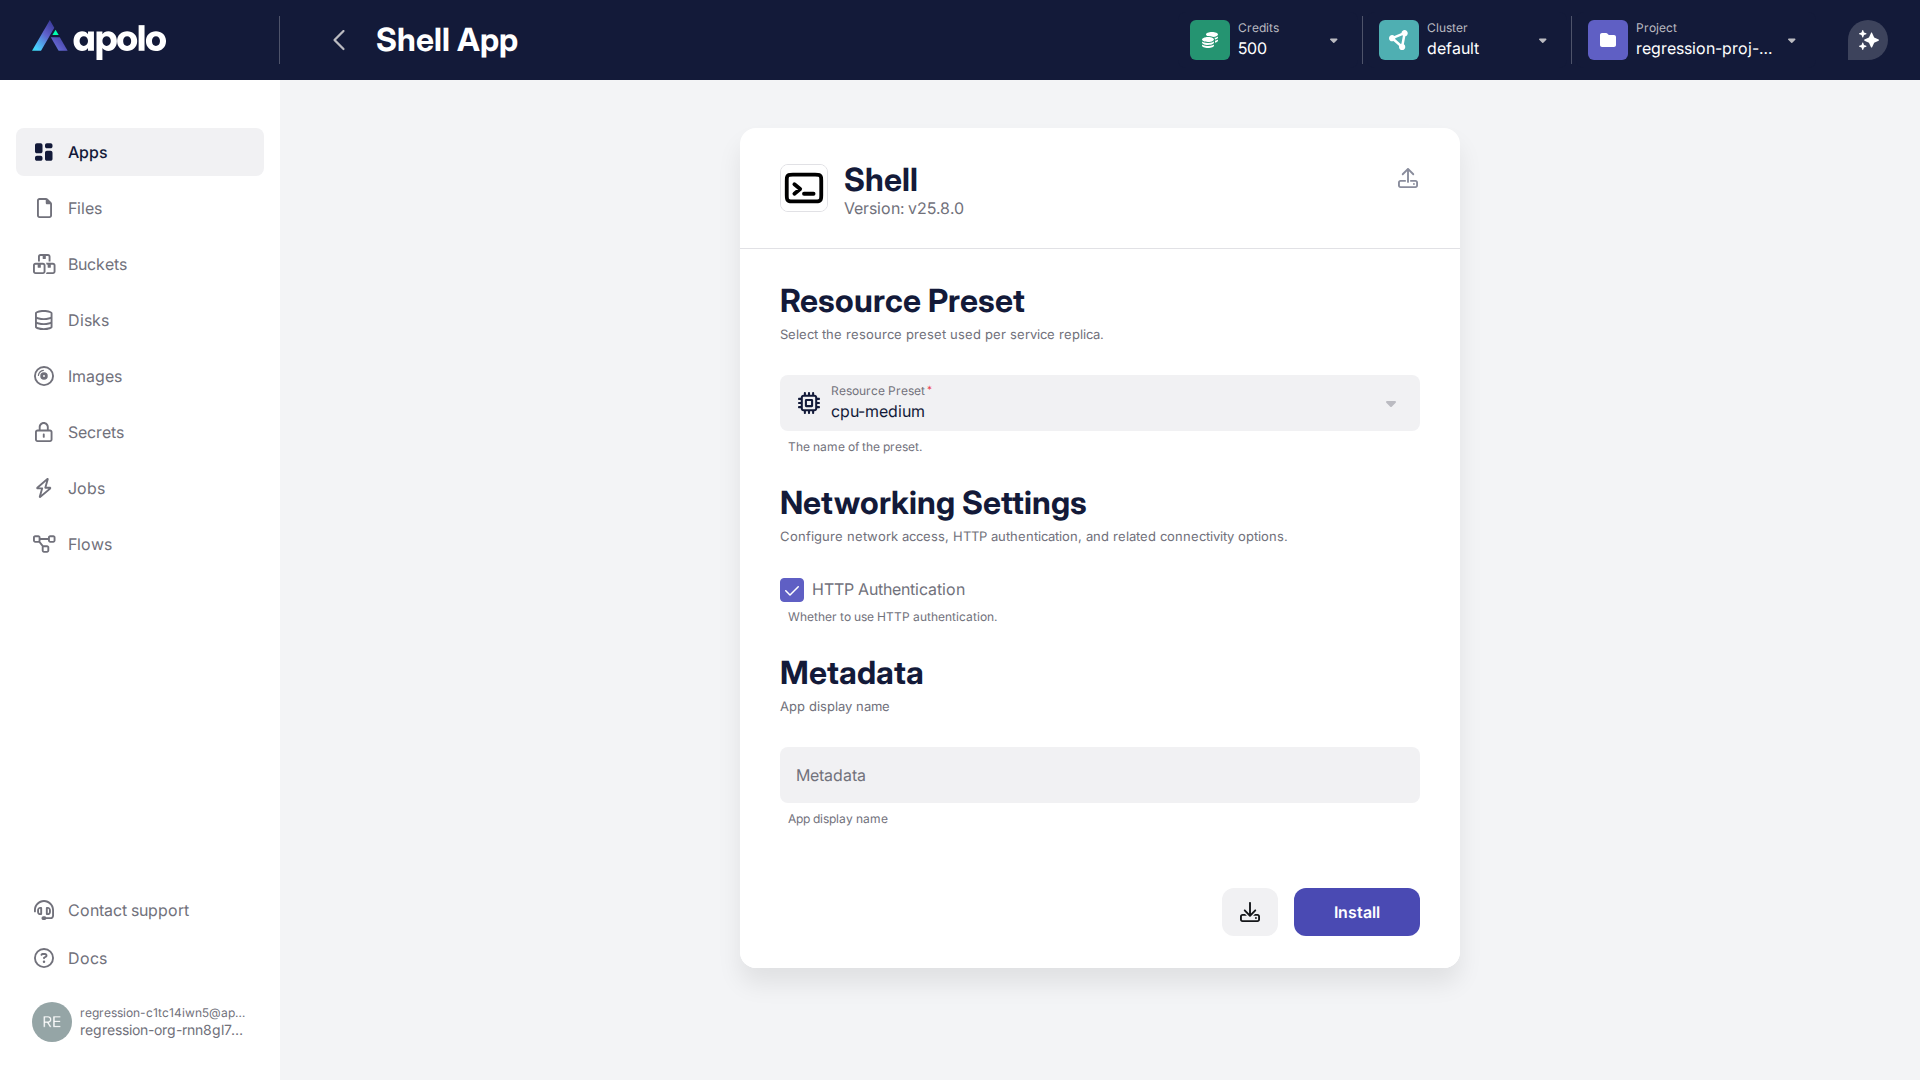 apolo
Shell App
Credits
500
Cluster
default
Project
regression-proj-...
Apps
Files
Buckets
Disks
Images
Secrets
Jobs
Flows
Contact support
Docs
RE
regression-c1tc14iwn5@ap...
regression-org-rnn8gl7...
Shell
Version: v25.8.0
Resource Preset
Select the resource preset used per service replica.
Resource Preset*
cpu-medium
The name of the preset.
Networking Settings
Configure network access, HTTP authentication, and related connectivity options.
HTTP Authentication
Whether to use HTTP authentication.
Metadata
App display name
Metadata
App display name
Install